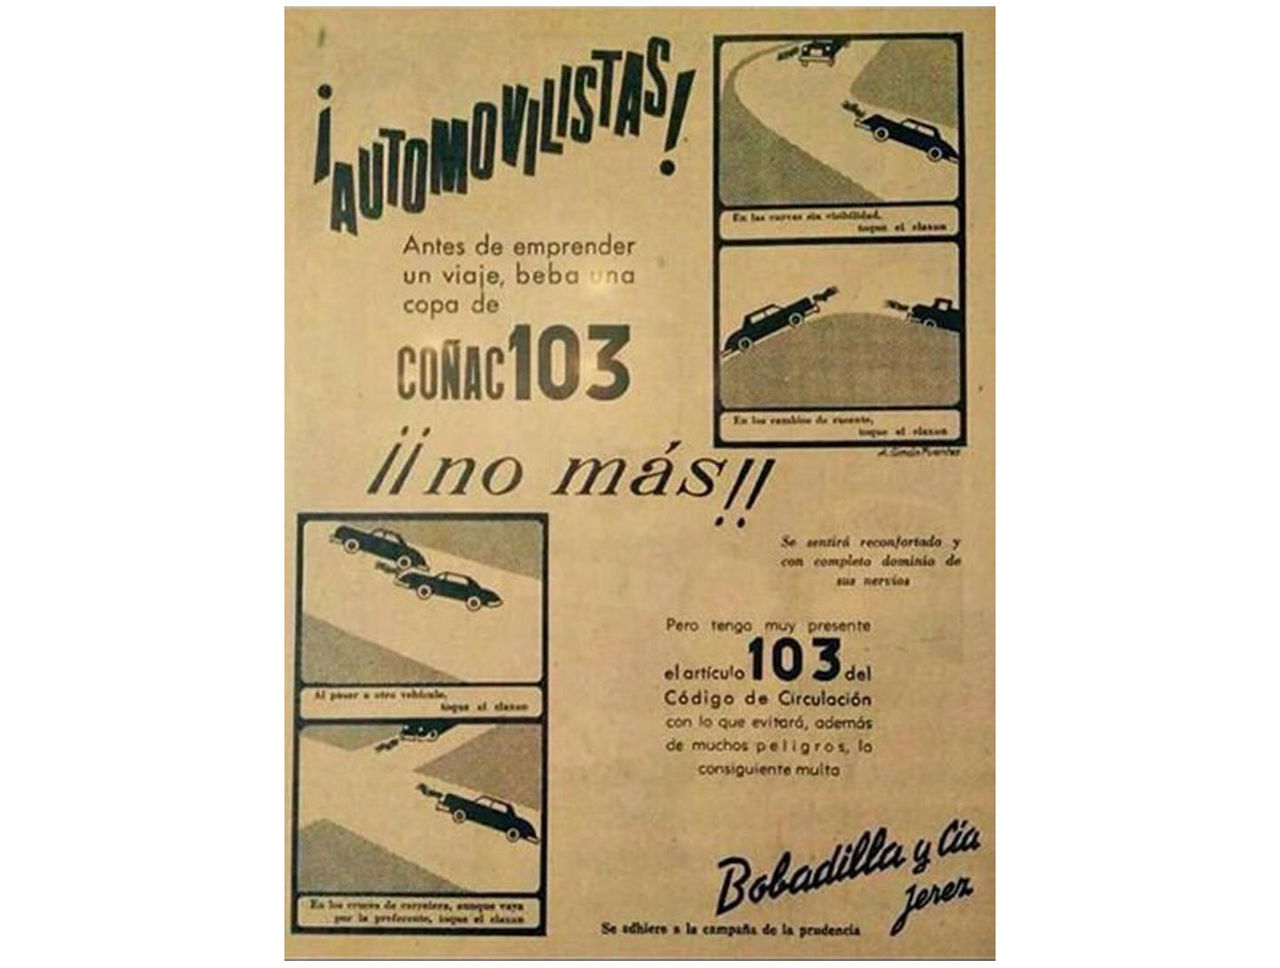 ¡AUTOMOVILISTAS!
Antes de emprender
un viaje, beba una
copa de
COÑAC 103
¡¡no más!!
En las curvas sin visibilidad,
toque el claxon
En los cambios de rasante,
toque el claxon
A. Simón Fuentes
Se sentirá reconfortado y
con completo dominio de
sus nervios
Al pasar a otro vehículo,
toque el claxon
En los cruces de carretera, aunque vaya
por la preferente, toque el claxon
Pero tenga muy presente
el artículo 103 del
Código de Circulación
con lo que evitará, además
de muchos peligros, la
consiguiente multa
Bobadilla y Cía
Jerez
Se adhiere a la campaña de la prudencia